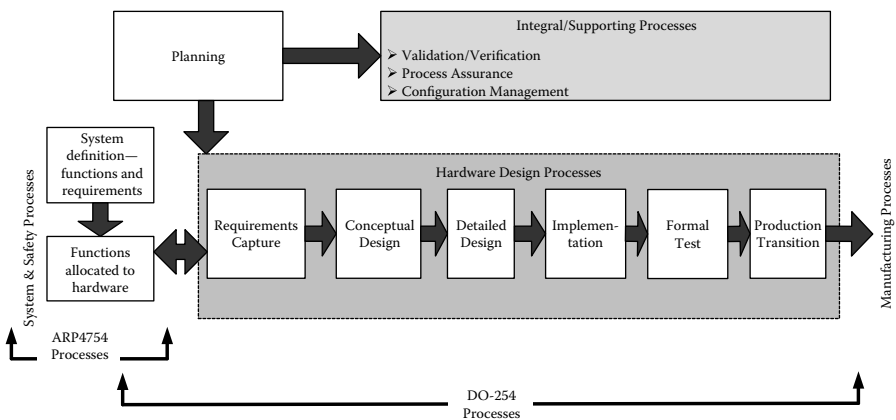 Planning
Integral/Supporting Processes
➢ Validation/Verification
➢ Process Assurance
➢ Configuration Management
System & Safety Processes
System
definition—
functions and
requirements
Functions
allocated to
hardware
Hardware Design Processes
Requirements
Capture
Conceptual
Design
Detailed
Design
Implemen-
tation
Formal
Test
Production
Transition
Manufacturing Processes
ARP4754
Processes
DO-254
Processes